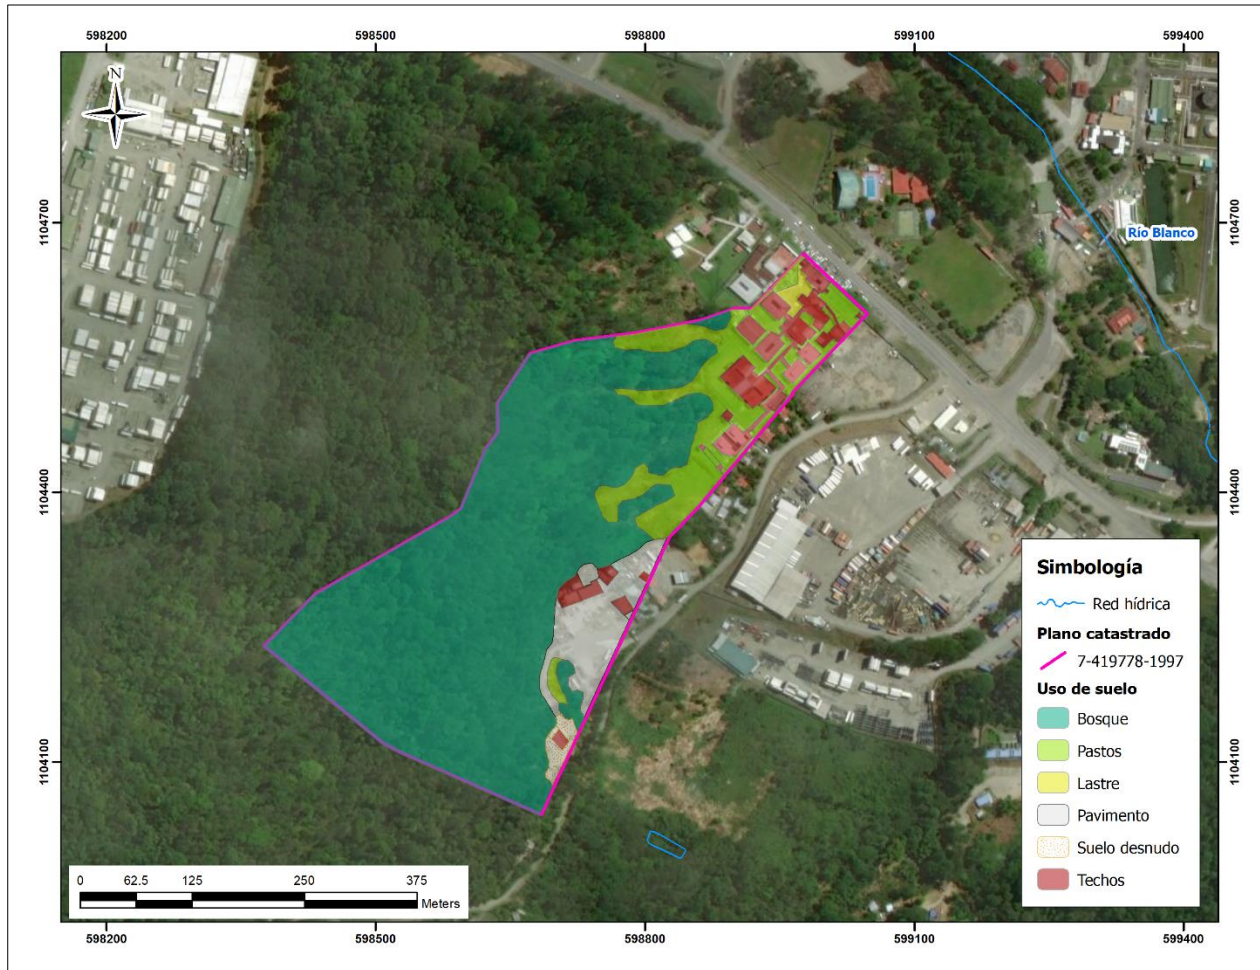 598200 598500 598800 599100 599400
N
1104700 1104700
Río Blanco
1104400 1104400
Simbología
Red hídrica
Plano catastrado
7-419778-1997
Uso de suelo
Bosque
Pastos
Lastre
Pavimento
Suelo desnudo
Techos
1104100 1104100
0 62.5 125 250 375
Meters
598200 598500 598800 599100 599400